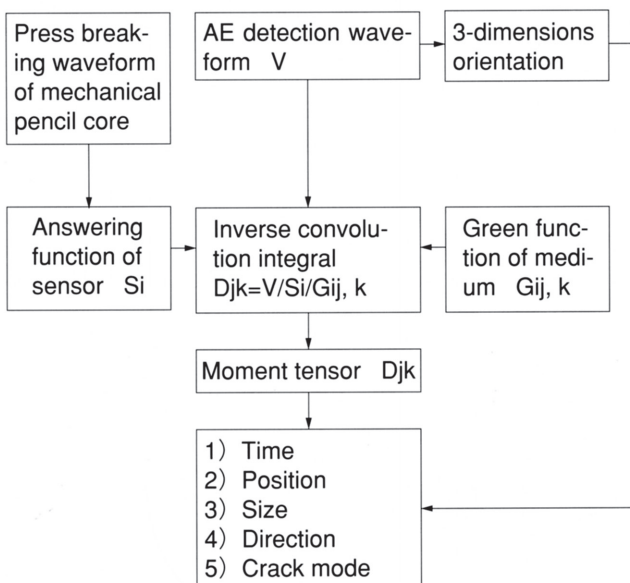 Press break-
ing waveform
of mechanical
pencil core
AE detection wave-
form V
3-dimensions
orientation
Answering
function of
sensor Si
Inverse convolu-
tion integral
Djk=V/Si/Gij, k
Green func-
tion of medi-
um Gij, k
Moment tensor Djk
1) Time
2) Position
3) Size
4) Direction
5) Crack mode